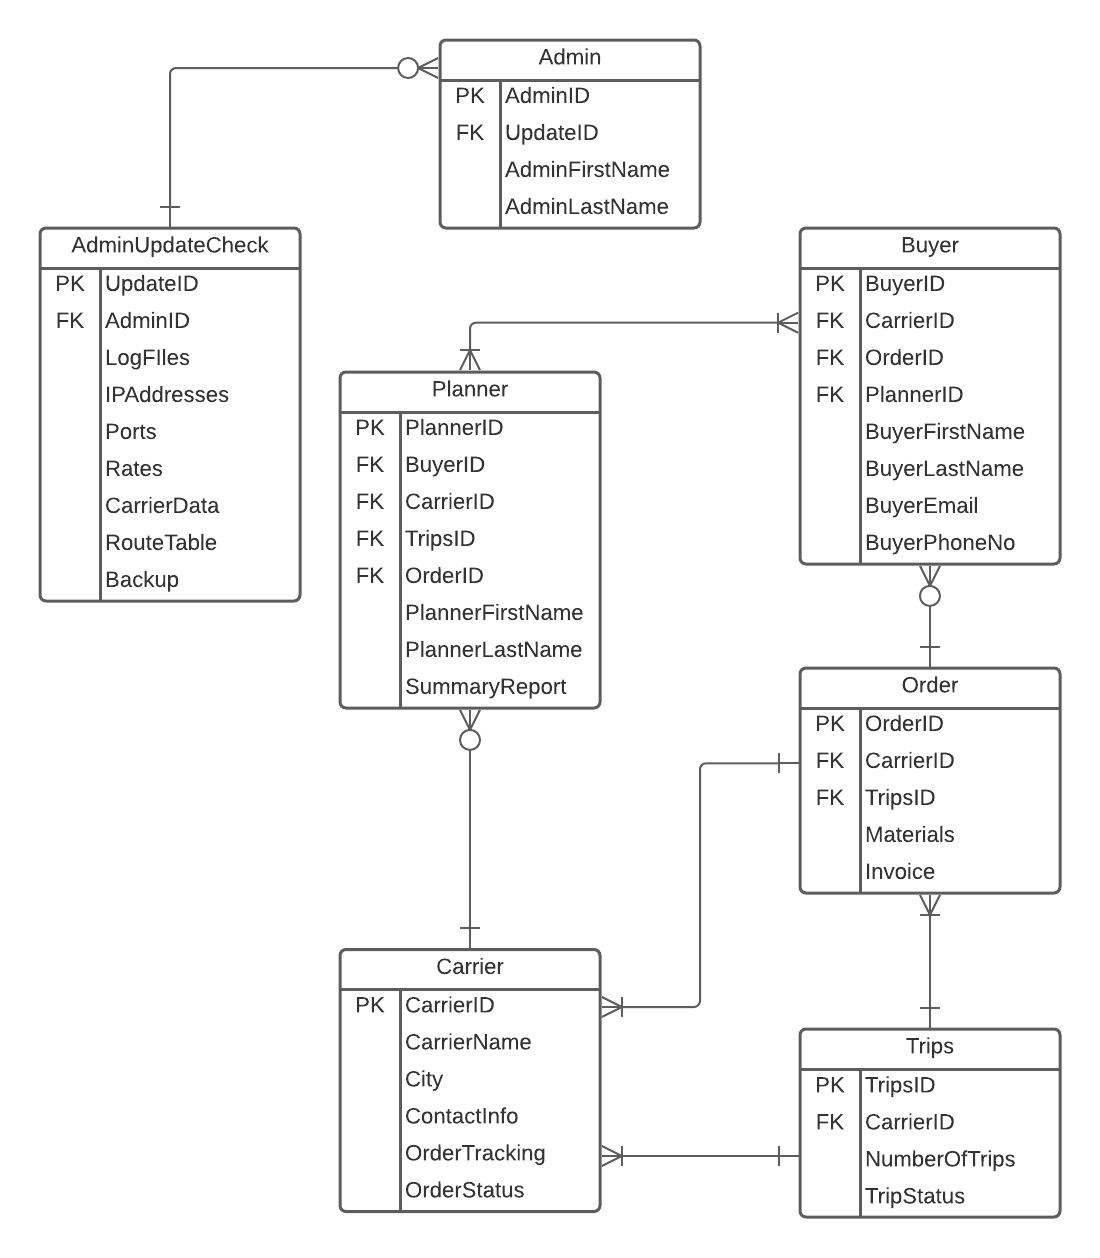 Admin
PK AdminID
FK UpdateID
AdminFirstName
AdminLastName
AdminUpdateCheck
PK UpdateID
FK AdminID
LogFIles
IPAddresses
Ports
Rates
CarrierData
RouteTable
Backup
Buyer
PK BuyerID
FK CarrierID
FK OrderID
FK PlannerID
BuyerFirstName
BuyerLastName
BuyerEmail
BuyerPhoneNo
Planner
PK PlannerID
FK BuyerID
FK CarrierID
FK TripsID
FK OrderID
PlannerFirstName
PlannerLastName
SummaryReport
Order
PK OrderID
FK CarrierID
FK TripsID
Materials
Invoice
Carrier
PK CarrierID
CarrierName
City
ContactInfo
OrderTracking
OrderStatus
Trips
PK TripsID
FK CarrierID
NumberOfTrips
TripStatus